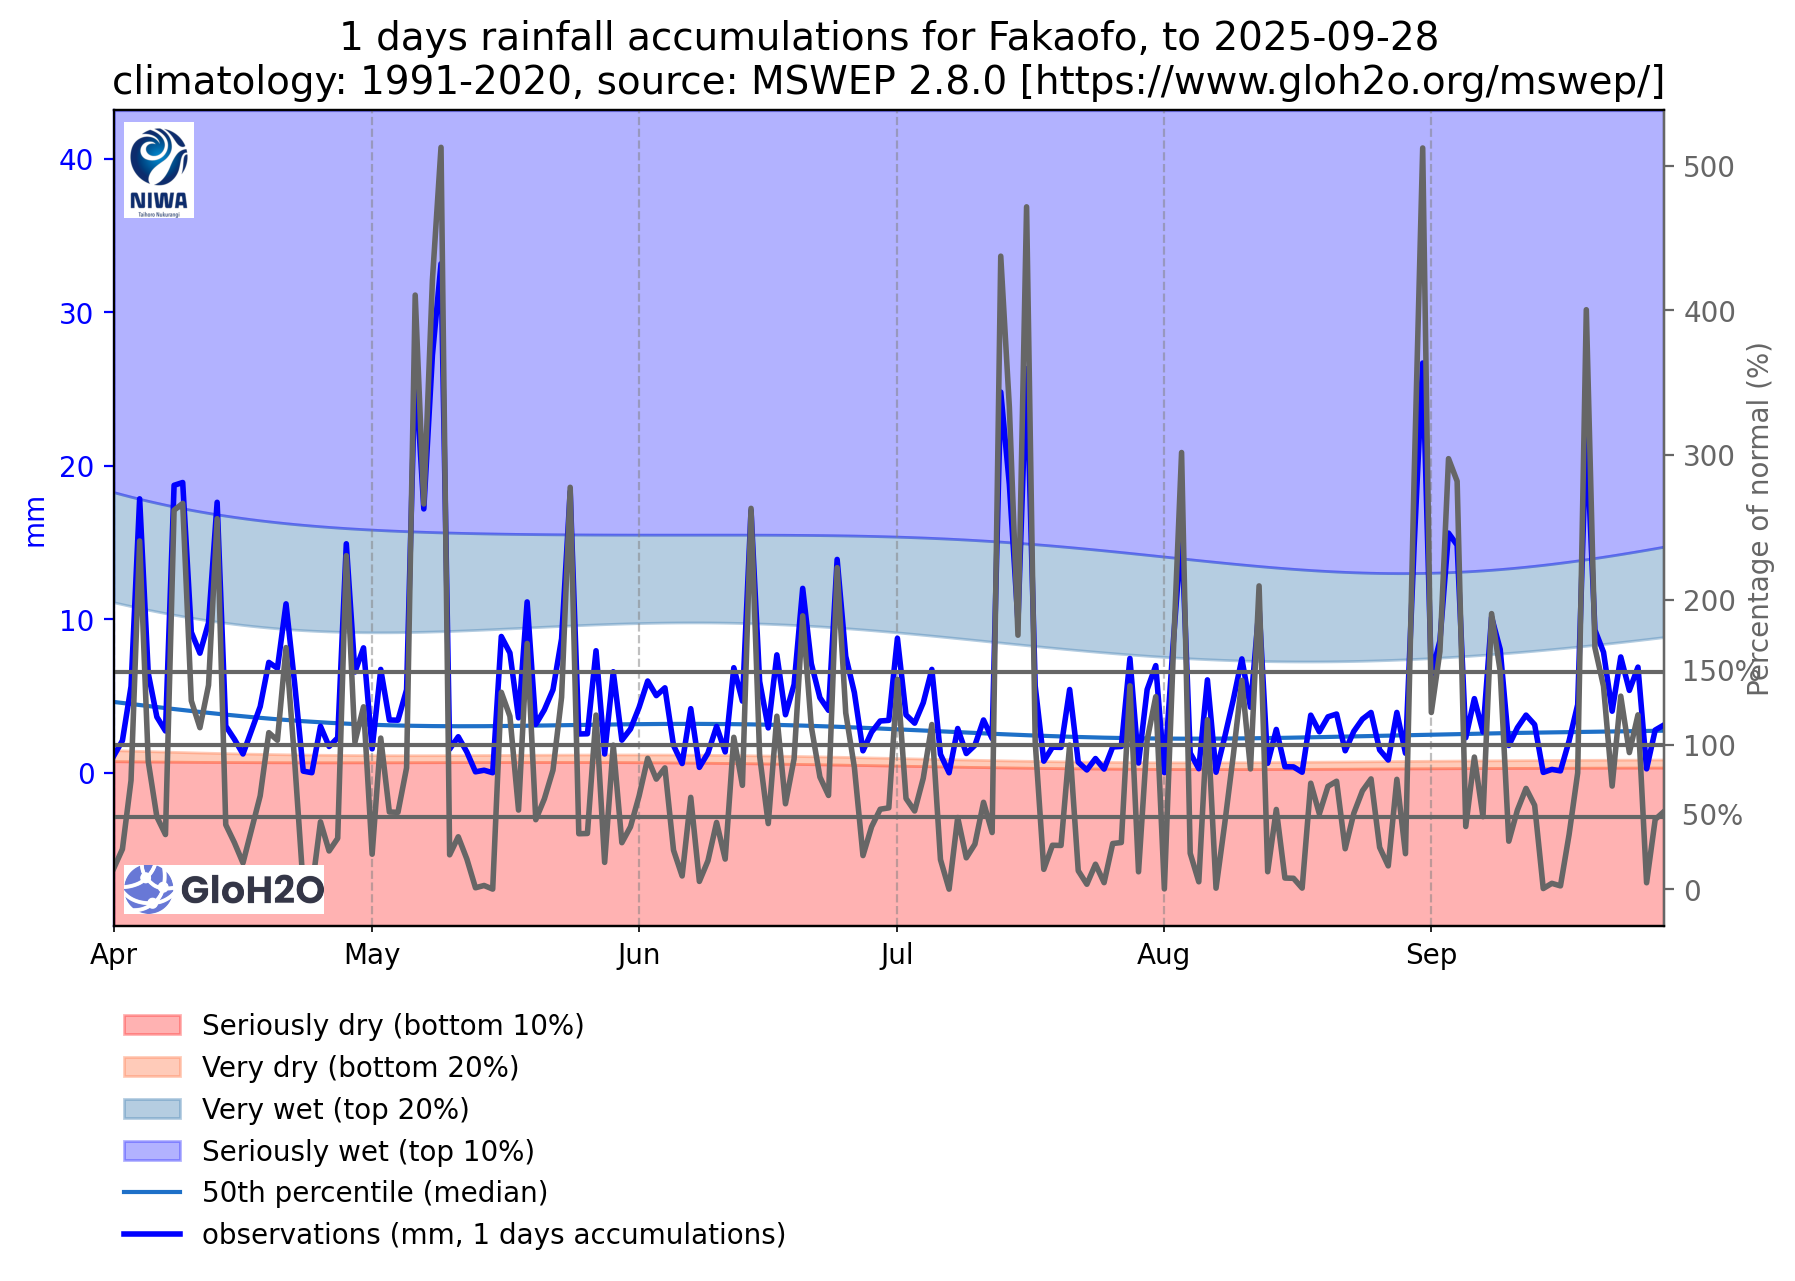 1 days rainfall accumulations for Fakaofo, to 2025-09-28
climatology: 1991-2020, source: MSWEP 2.8.0 [https://www.gloh2o.org/mswep/]
NIWA
Taihoro Nukurangi
mm
40
30
20
10
0
500
400
300
200
150%
100
50%
0
Percentage of normal (%)
GloH2O
Apr
May
Jun
Jul
Aug
Sep
Seriously dry (bottom 10%)
Very dry (bottom 20%)
Very wet (top 20%)
Seriously wet (top 10%)
50th percentile (median)
observations (mm, 1 days accumulations)